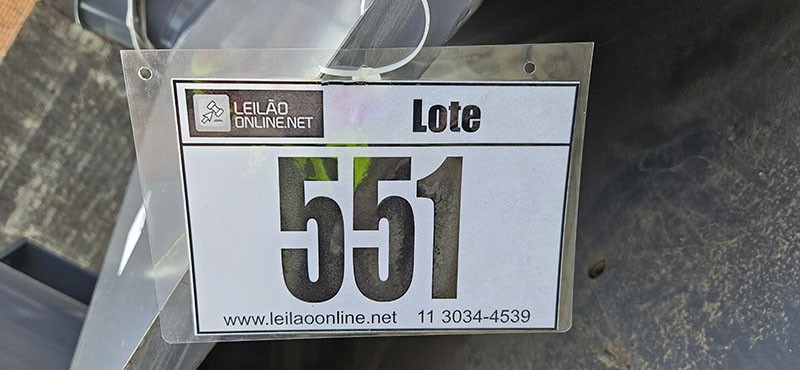 LEILÃO
ONLINE.NET
Lote
551
www.leilaoonline.net 11 3034-4539